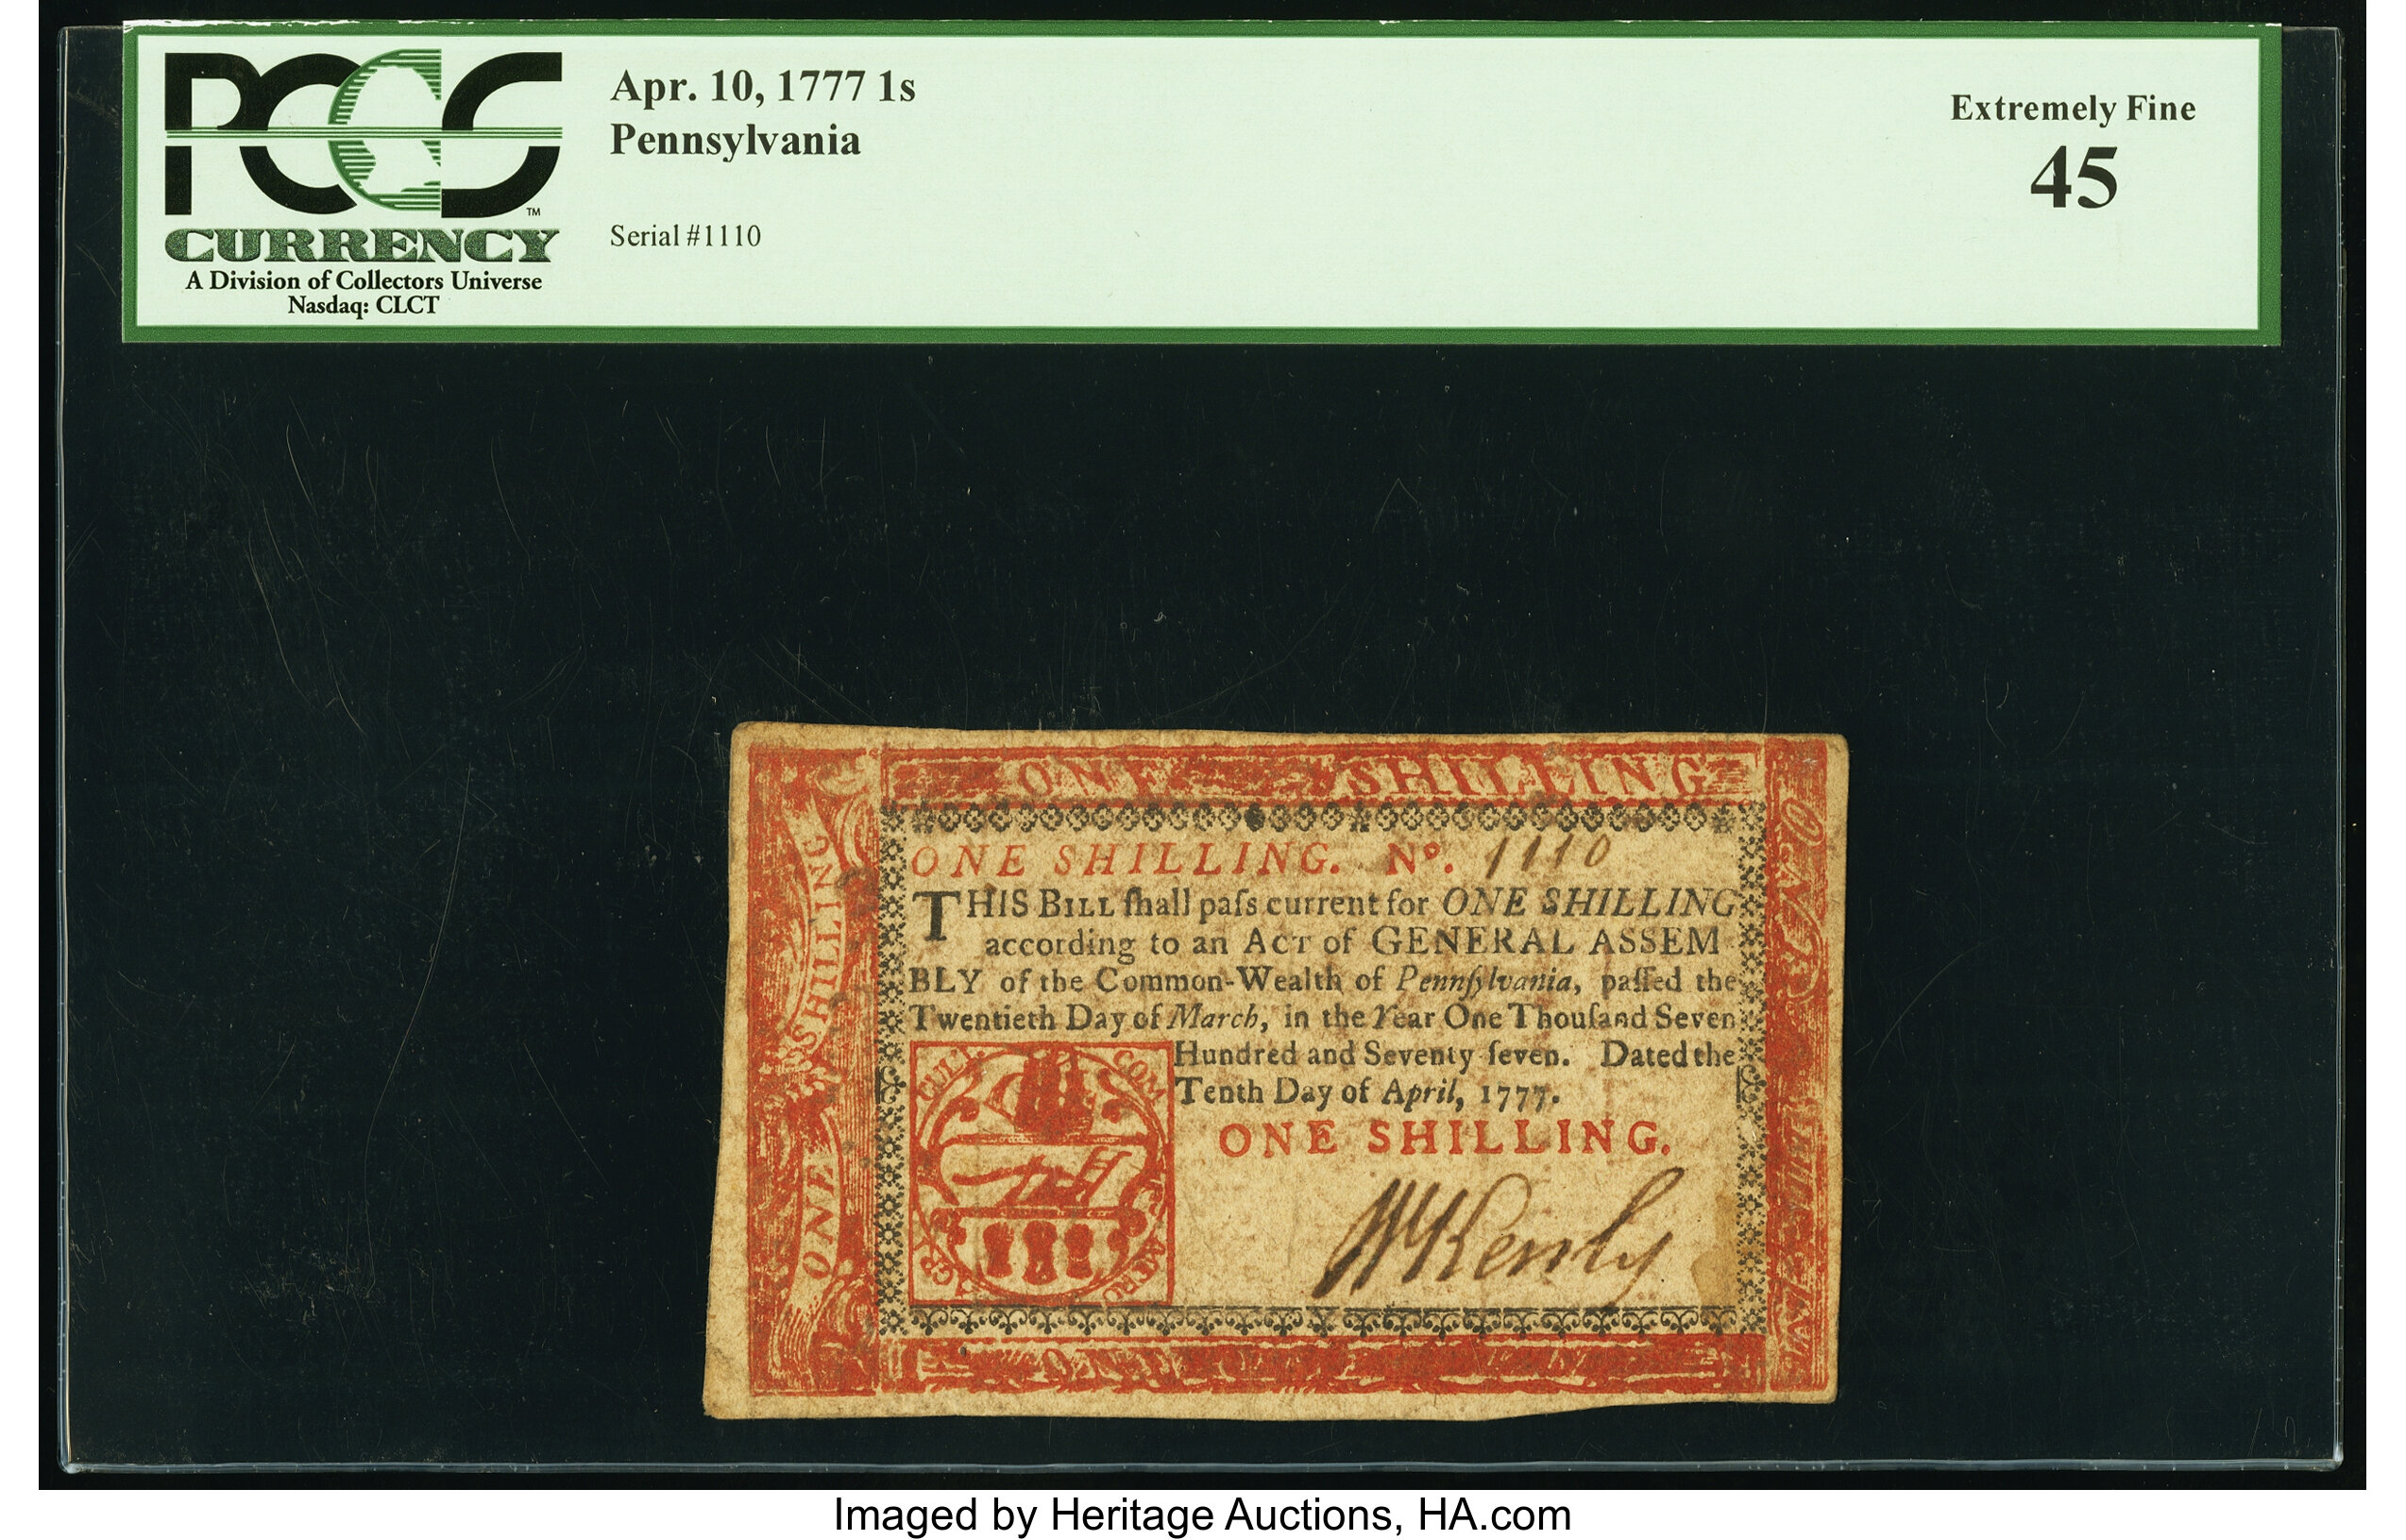 PCGS
TM
CURRENCY
A Division of Collectors Universe
Nasdaq: CLCT
Apr. 10, 1777 1s
Pennsylvania
Serial #1110
Extremely Fine
45
ONE SHILLING
ONE SHILLING
ONE SHILLING. No. 1110
THIS BILL ſhall paſs current for ONE SHILLING
according to an ACT of GENERAL ASSEM
BLY of the Common-Wealth of Pennſylvania, paſſed the
Twentieth Day of March, in the Year One Thouſand Seven
Hundred and Seventy ſeven. Dated the
Tenth Day of April, 1777.
ONE SHILLING.
Imaged by Heritage Auctions, HA.com